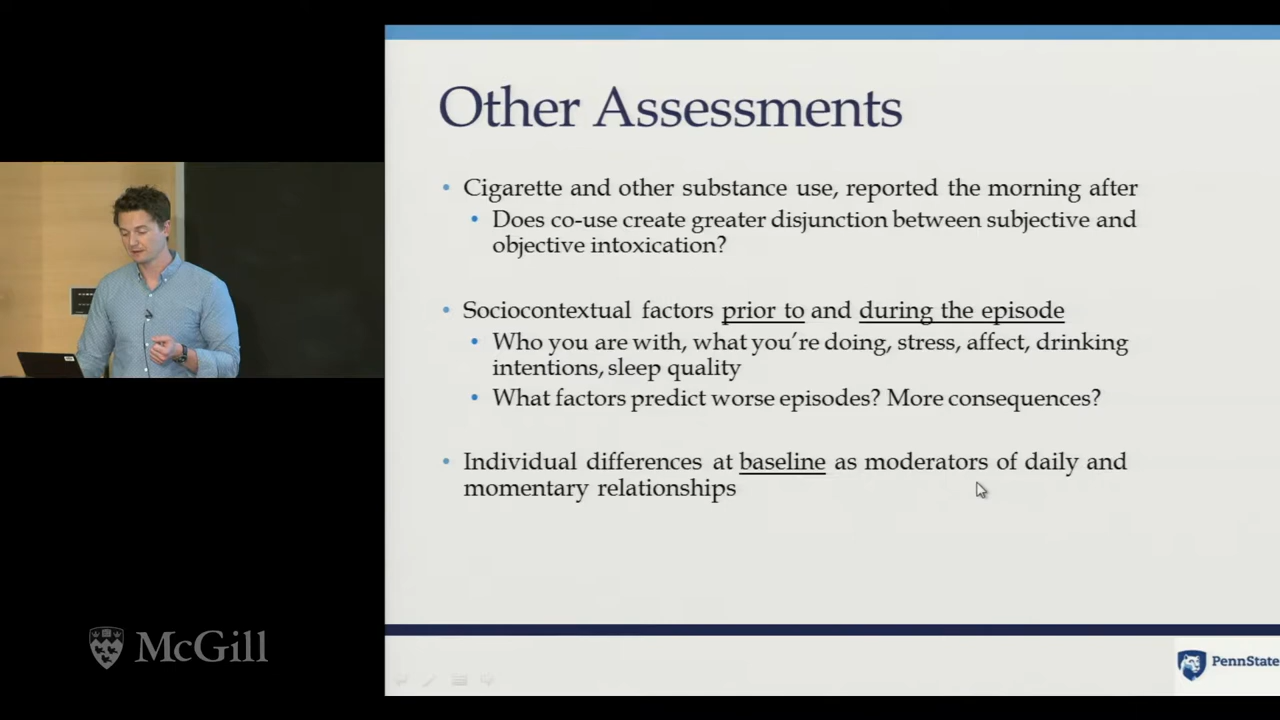 Other Assessments
Cigarette and other substance use, reported the morning after
Does co-use create greater disjunction between subjective and
objective intoxication?
Sociocontextual factors prior to and during the episode
Who you are with, what you're doing, stress, affect, drinking
intentions, sleep quality
What factors predict worse episodes? More consequences?
Individual differences at baseline as moderators of daily and
momentary relationships
McGill
PennState